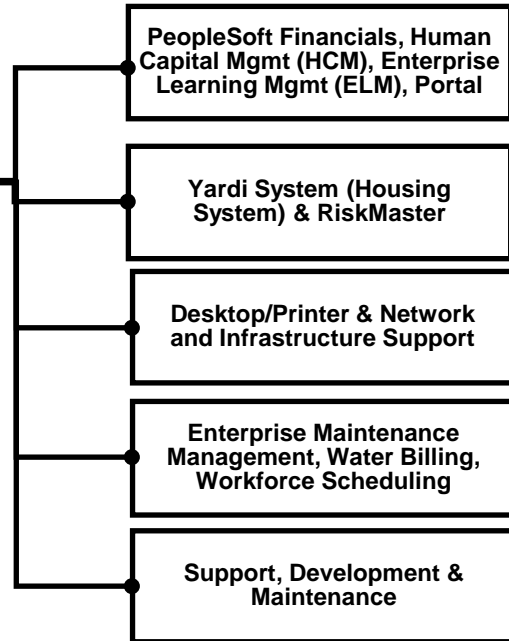 PeopleSoft Financials, Human
Capital Mgmt (HCM), Enterprise
Learning Mgmt (ELM), Portal
Yardi System (Housing
System) & RiskMaster
Desktop/Printer & Network
and Infrastructure Support
Enterprise Maintenance
Management, Water Billing,
Workforce Scheduling
Support, Development &
Maintenance